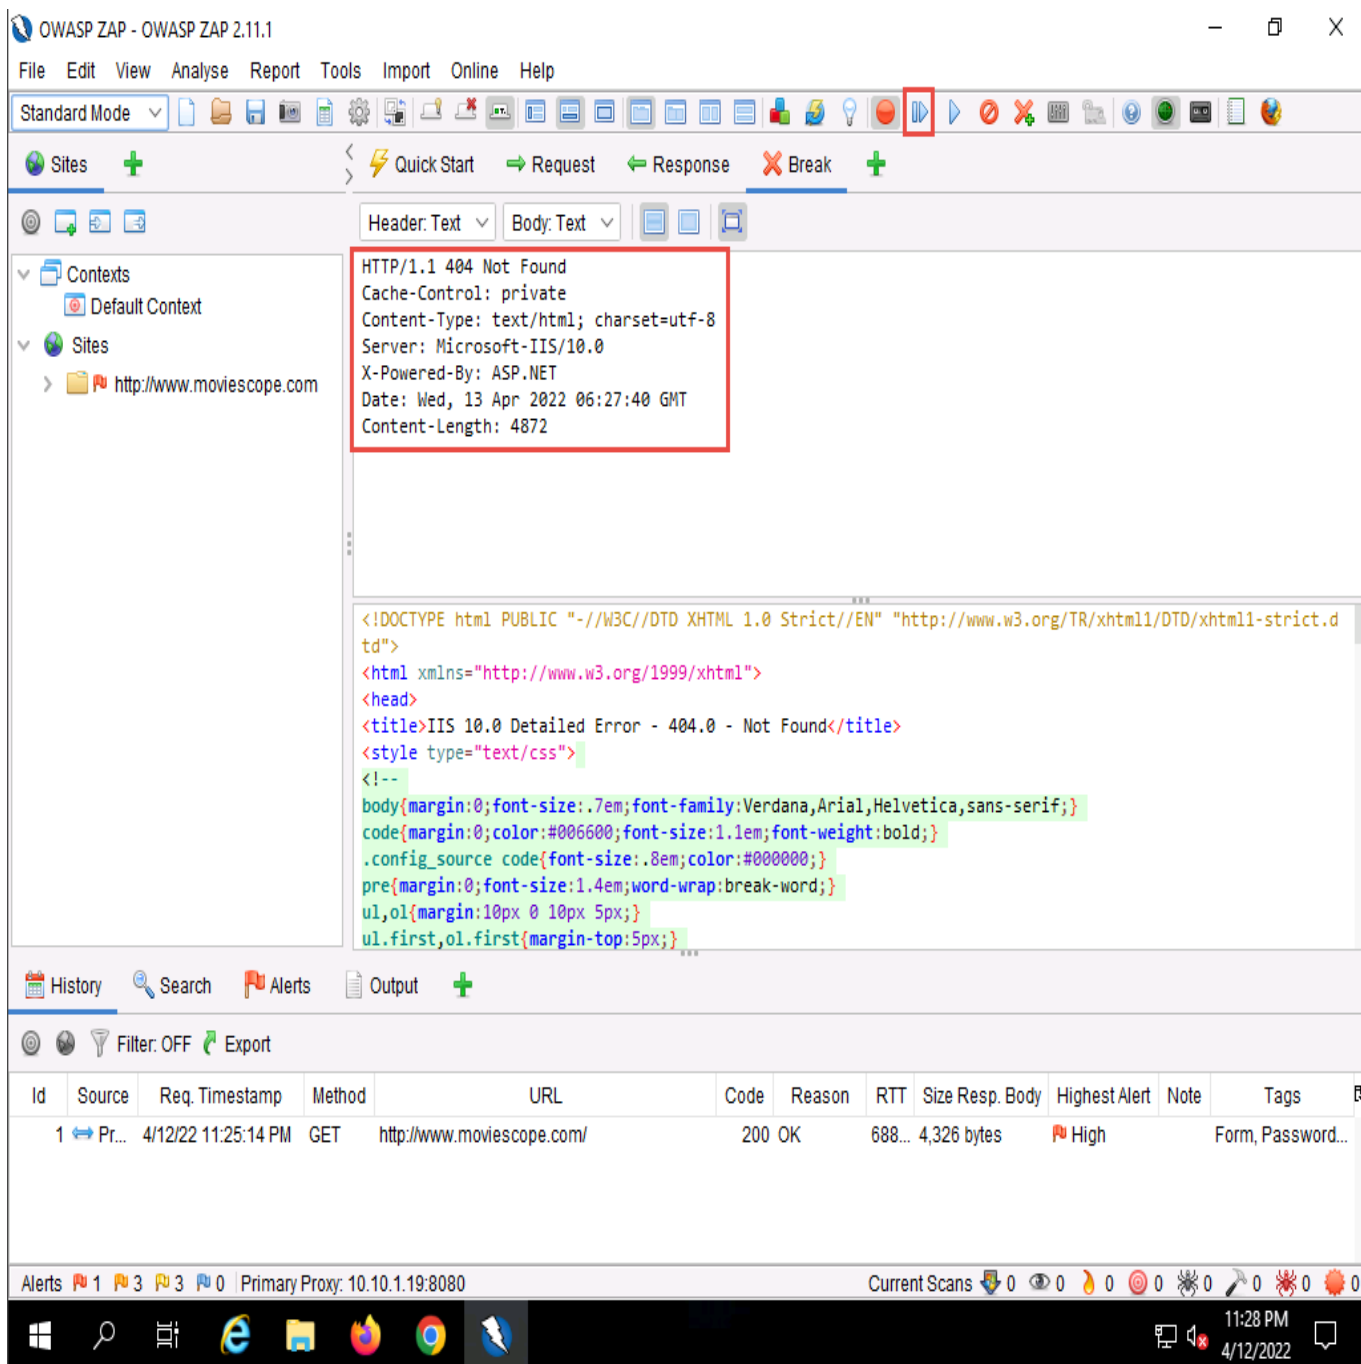 OWASP ZAP - OWASP ZAP 2.11.1
File Edit View Analyse Report Tools Import Online Help
Standard Mode
Sites
Quick Start Request Response Break
Header: Text Body: Text
Contexts
Default Context
Sites
http://www.moviescope.com
HTTP/1.1 404 Not Found
Cache-Control: private
Content-Type: text/html; charset=utf-8
Server: Microsoft-IIS/10.0
X-Powered-By: ASP.NET
Date: Wed, 13 Apr 2022 06:27:40 GMT
Content-Length: 4872
<!DOCTYPE html PUBLIC "-//W3C//DTD XHTML 1.0 Strict//EN" "http://www.w3.org/TR/xhtml1/DTD/xhtml1-strict.d
td">
<html xmlns="http://www.w3.org/1999/xhtml">
<head>
<title>IIS 10.0 Detailed Error - 404.0 - Not Found</title>
<style type="text/css">
<!--
body{margin:0;font-size:.7em;font-family:Verdana,Arial,Helvetica,sans-serif;}
code{margin:0;color:#006600;font-size:1.1em;font-weight:bold;}
.config_source code{font-size:.8em;color:#000000;}
pre{margin:0;font-size:1.4em;word-wrap:break-word;}
ul,ol{margin:10px 0 10px 5px;}
ul.first,ol.first{margin-top:5px;}
History Search Alerts Output
Filter: OFF Export
Id Source Req. Timestamp Method URL Code Reason RTT Size Resp. Body Highest Alert Note Tags
1 Pr... 4/12/22 11:25:14 PM GET http://www.moviescope.com/ 200 OK 688... 4,326 bytes High Form, Password...
Alerts 1 3 3 0 Primary Proxy: 10.10.1.19:8080 Current Scans 0 0 0 0 0 0 0 0
11:28 PM
4/12/2022